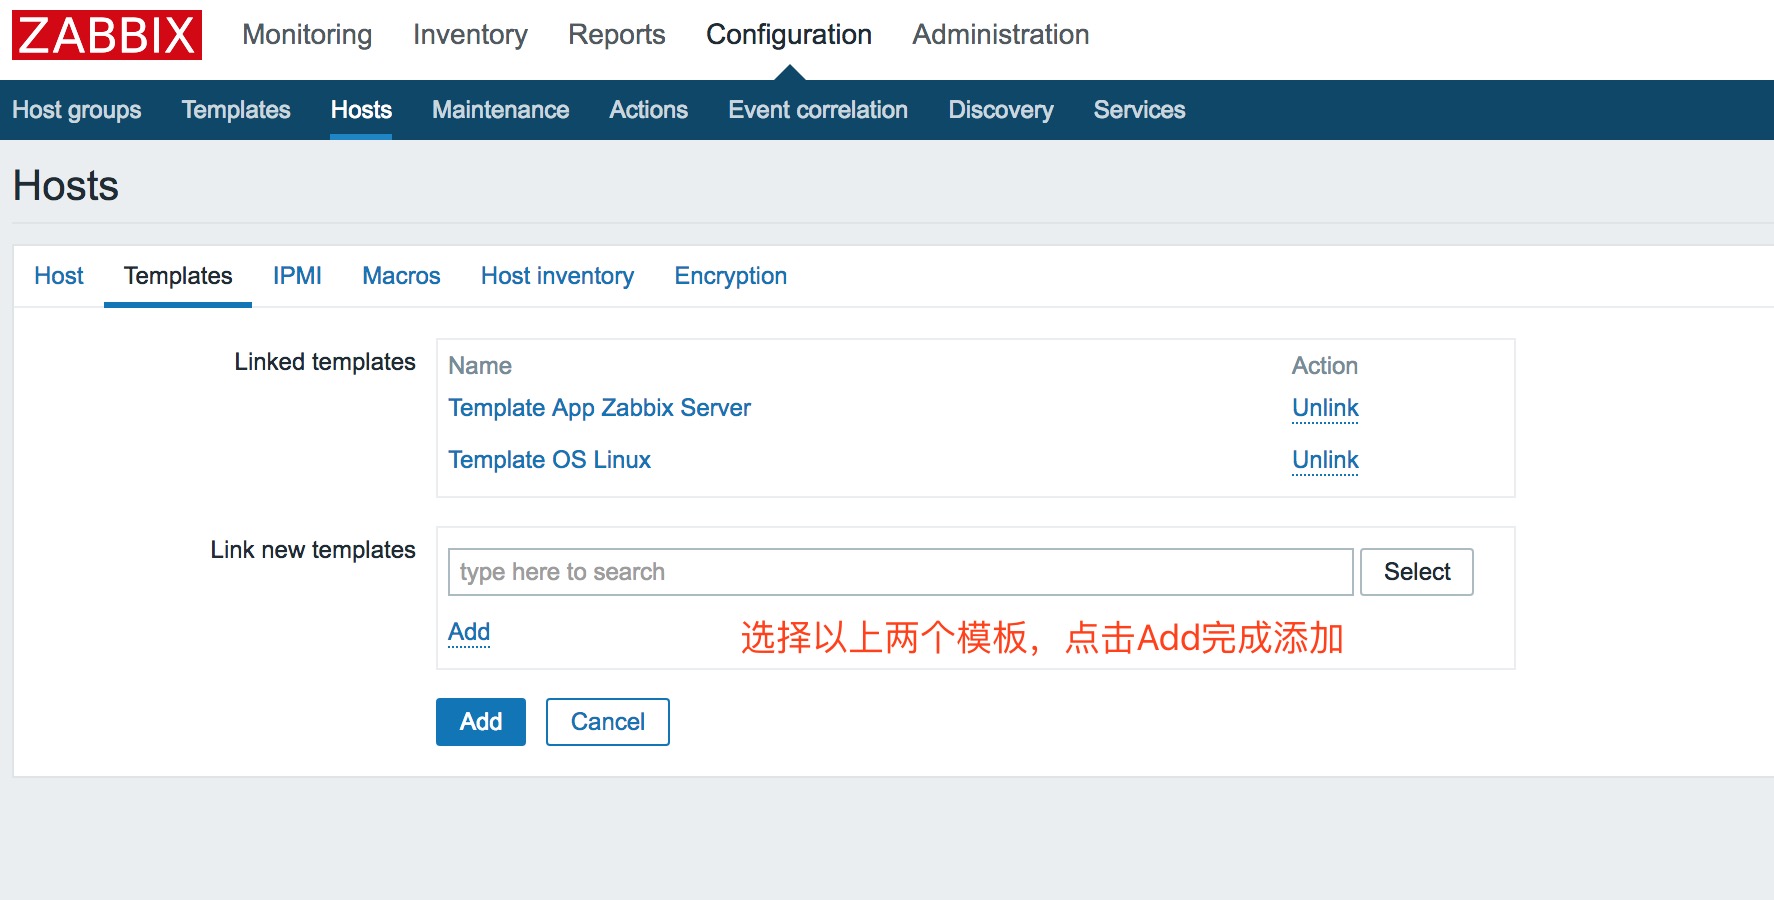 ZABBIX Monitoring Inventory Reports Configuration Administration
Host groups Templates Hosts Maintenance Actions Event correlation Discovery Services
Hosts
Host Templates IPMI Macros Host inventory Encryption
Linked templates Name Action
Template App Zabbix Server Unlink
Template OS Linux Unlink
Link new templates
type here to search Select
Add 选择以上两个模板，点击Add完成添加
Add Cancel